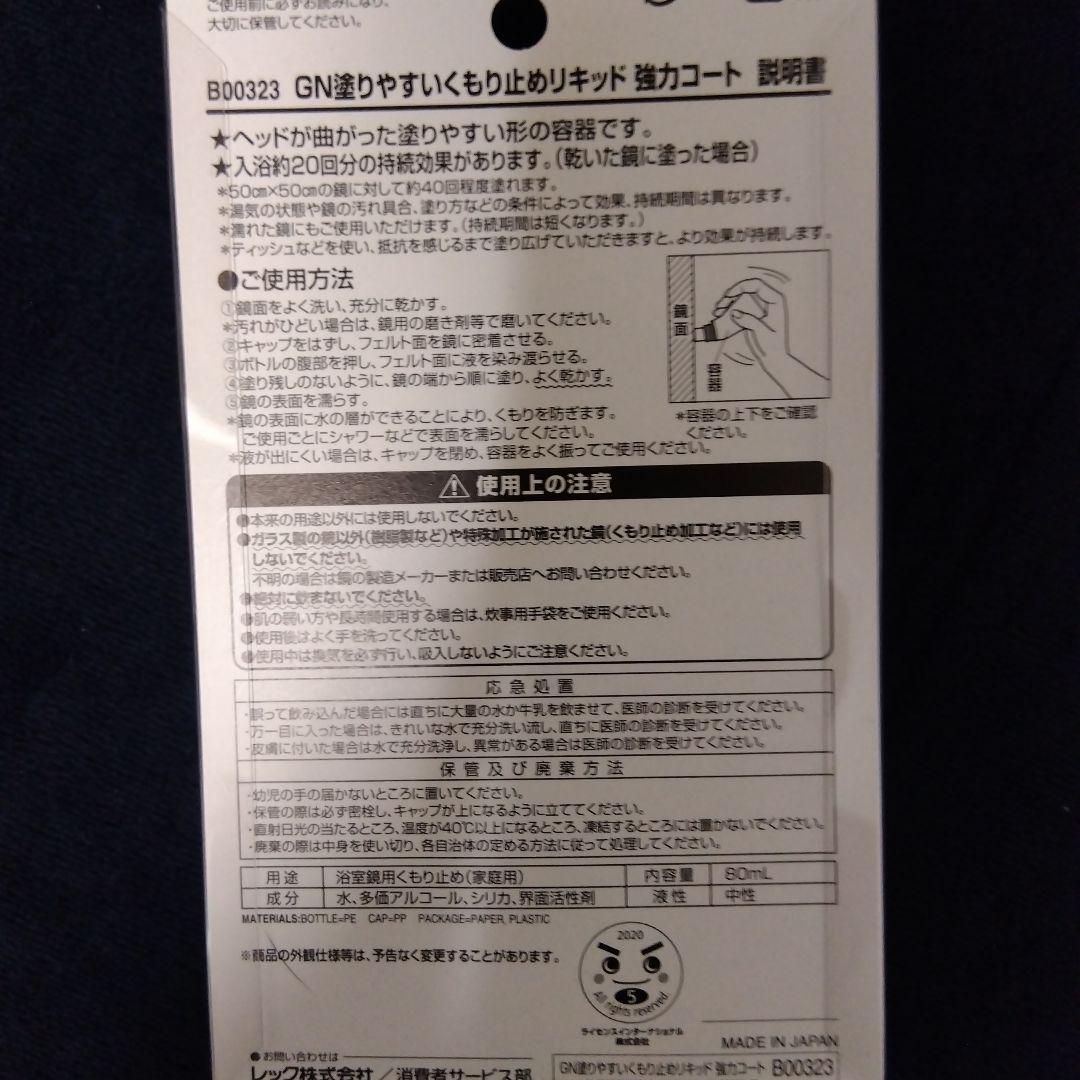 ご使用前に必ずお読みになり、
大切に保管してください。
B00323 GN塗りやすいくもり止めリキッド 強力コート 説明書
★ヘッドが曲がった塗りやすい形の容器です。
★入浴約20回分の持続効果があります。(乾いた鏡に塗った場合)
*50cm×50cmの鏡に対して約40回程度塗れます。
*湯気の状態や鏡の汚れ具合、塗り方などの条件によって効果、持続期間は異なります。
*濡れた鏡にもご使用いただけます。(持続期間は短くなります。)
*ティッシュなどを使い、抵抗を感じるまで塗り広げていただきますと、より効果が持続します。
●ご使用方法
①鏡面をよく洗い、充分に乾かす。
*汚れがひどい場合は、鏡用の磨き剤等で磨いてください。
②キャップをはずし、フェルト面を鏡に密着させる。
③ボトルの腹部を押し、フェルト面に液を染み渡らせる。
④塗り残しのないように、鏡の端から順に塗り、よく乾かす。
⑤鏡の表面を濡らす。
*鏡の表面に水の層ができることにより、くもりを防ぎます。
ご使用ごとにシャワーなどで表面を濡らしてください。
*液が出にくい場合は、キャップを閉め、容器をよく振ってご使用ください。
鏡面
容器
*容器の上下をご確認
ください。
⚠使用上の注意
●本来の用途以外には使用しないでください。
●ガラス製の鏡以外(樹脂製など)や特殊加工が施された鏡(くもり止め加工など)には使用
しないでください。
不明の場合は鏡の製造メーカーまたは販売店へお問い合わせください。
●絶対に飲まないでください。
●肌の弱い方や長時間使用する場合は、炊事用手袋をご使用ください。
●使用後はよく手を洗ってください。
●使用中は換気を必ず行い、吸入しないようにご注意ください。
応急処置
・誤って飲み込んだ場合には直ちに大量の水か牛乳を飲ませて、医師の診断を受けてください。
・万一目に入った場合は、きれいな水で充分洗い流し、直ちに医師の診断を受けてください。
・皮膚に付いた場合は水で充分洗浄し、異常がある場合は医師の診断を受けてください。
保管及び廃棄方法
・幼児の手の届かないところに置いてください。
・保管の際は必ず密栓し、キャップが上になるように立ててください。
・直射日光の当たるところ、温度が40℃以上になるところ、凍結するところには置かないでください。
・廃棄の際は中身を使い切り、各自治体の定める方法に従って処理してください。
用途 浴室鏡用くもり止め(家庭用) 内容量 80mL
成分 水、多価アルコール、シリカ、界面活性剤 液性 中性
MATERIALS:BOTTLE=PE CAP=PP PACKAGE=PAPER, PLASTIC
※商品の外観仕様等は、予告なく変更することがあります。
2020
5
All rights reserved
ライセンスインターナショナル
株式会社
MADE IN JAPAN
●お問い合わせは
レック株式会社/消費者サービス部
GN塗りやすいくもり止めリキッド 強力コート B00323